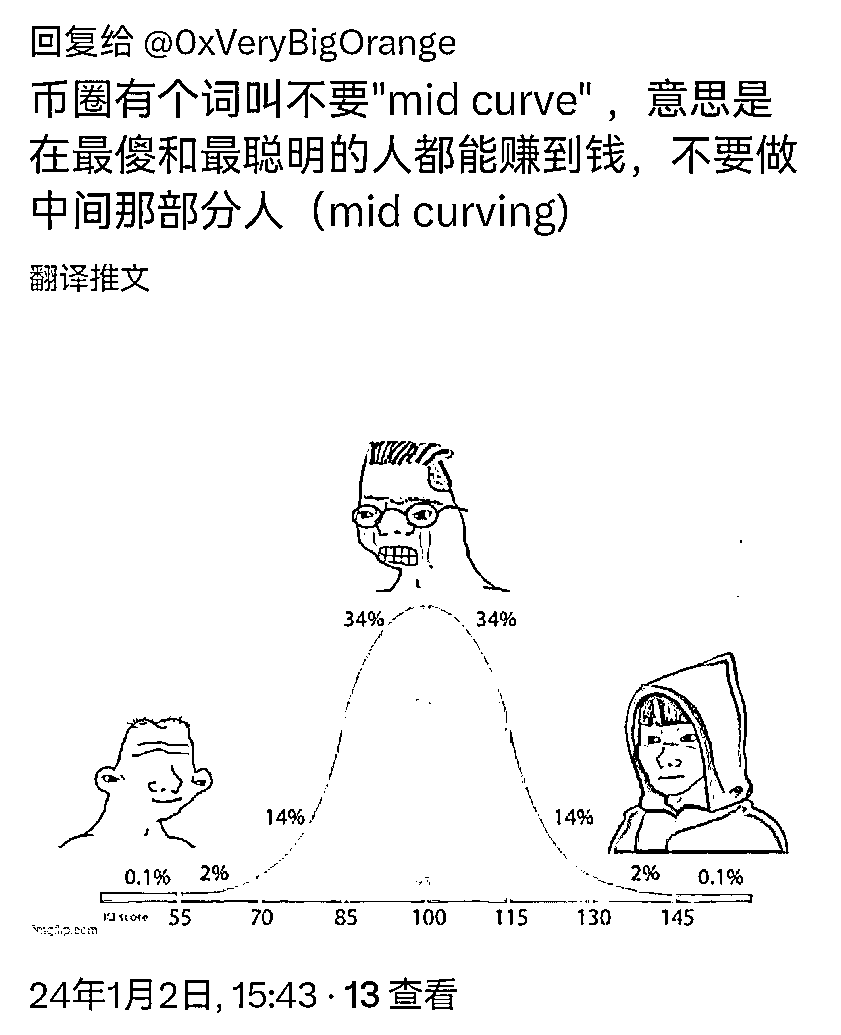 回复给 @0xVeryBigOrange
币圈有个词叫不要"mid curve" ，意思是
在最傻和最聪明的人都能赚到钱，不要做
中间那部分人（mid curving)
翻译推文
34% 34%
14% 14%
0.1% 2% 2% 0.1%
IQ score 55 70 85 100 115 130 145
imgflip.com
24年1月2日, 15:43 · 13 查看